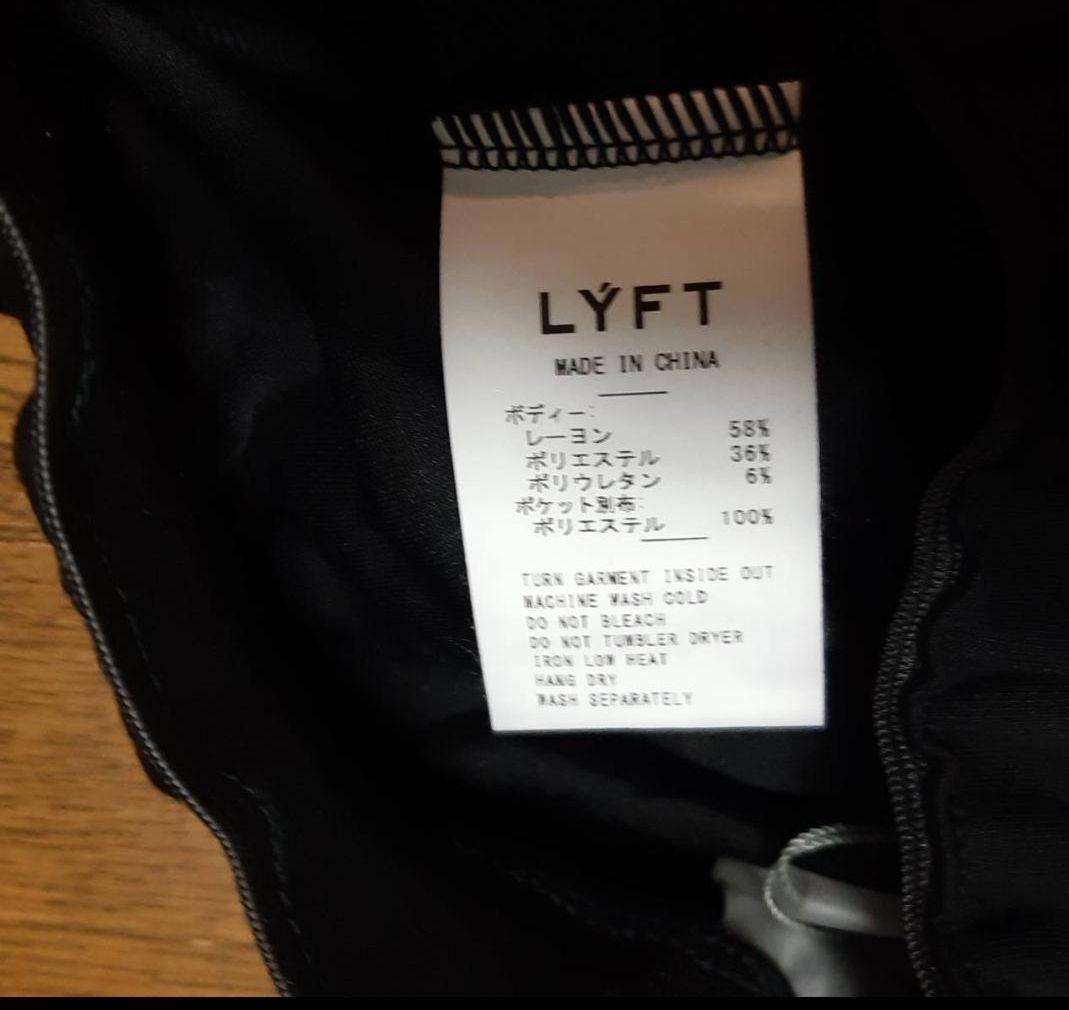 LÝFT
MADE IN CHINA
ボディー:
レーヨン 58%
ポリエステル 36%
ポリウレタン 6%
ポケット別布:
ポリエステル 100%
TURN GARMENT INSIDE OUT
MACHINE WASH COLD
DO NOT BLEACH
DO NOT TUMBLER DRYER
IRON LOW HEAT
HANG DRY
WASH SEPARATELY